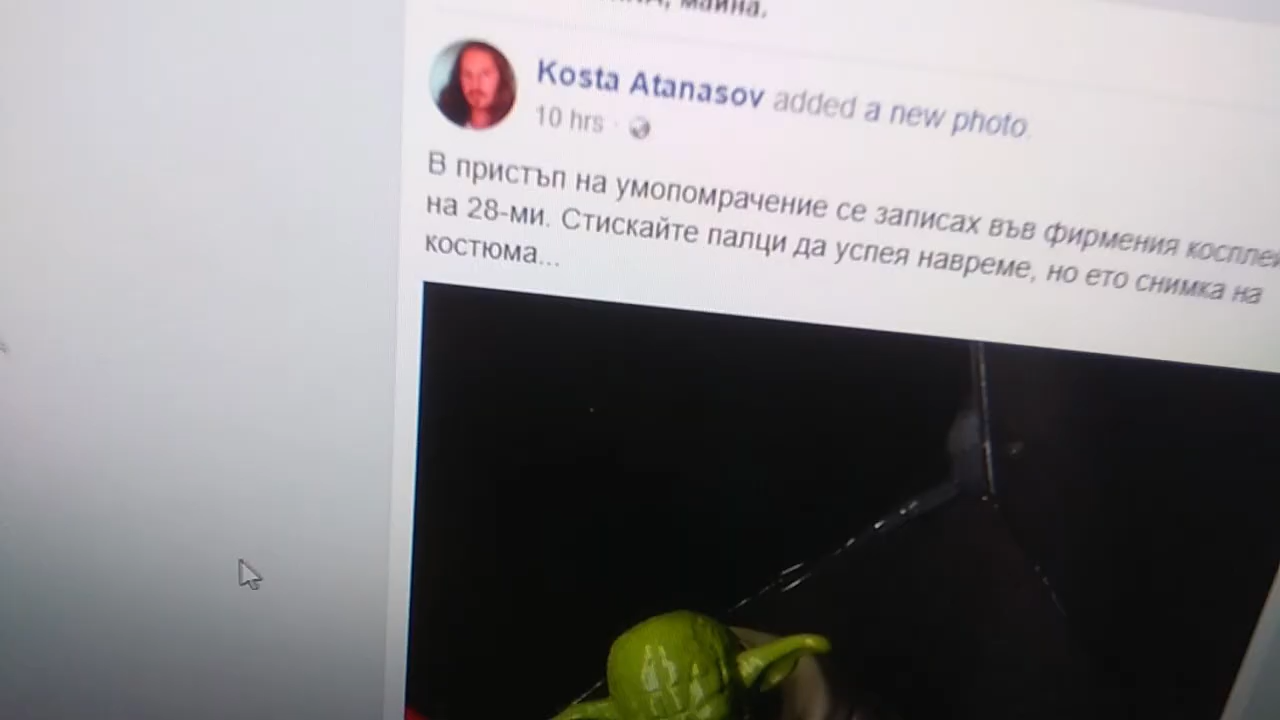 майна.
Kosta Atanasov added a new photo.
10 hrs ·
В пристъп на умопомрачение се записах във фирмения косплей
на 28-ми. Стискайте палци да успея навреме, но ето снимка на
костюма...